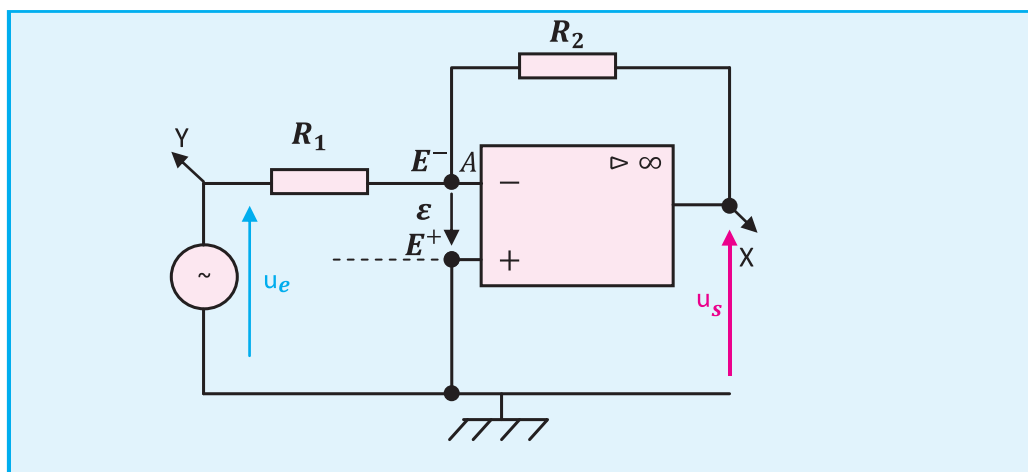 R₂
Y
R₁
E⁻ A
▷ ∞
−
ε
E⁺
+
X
~
uₑ
uₛ